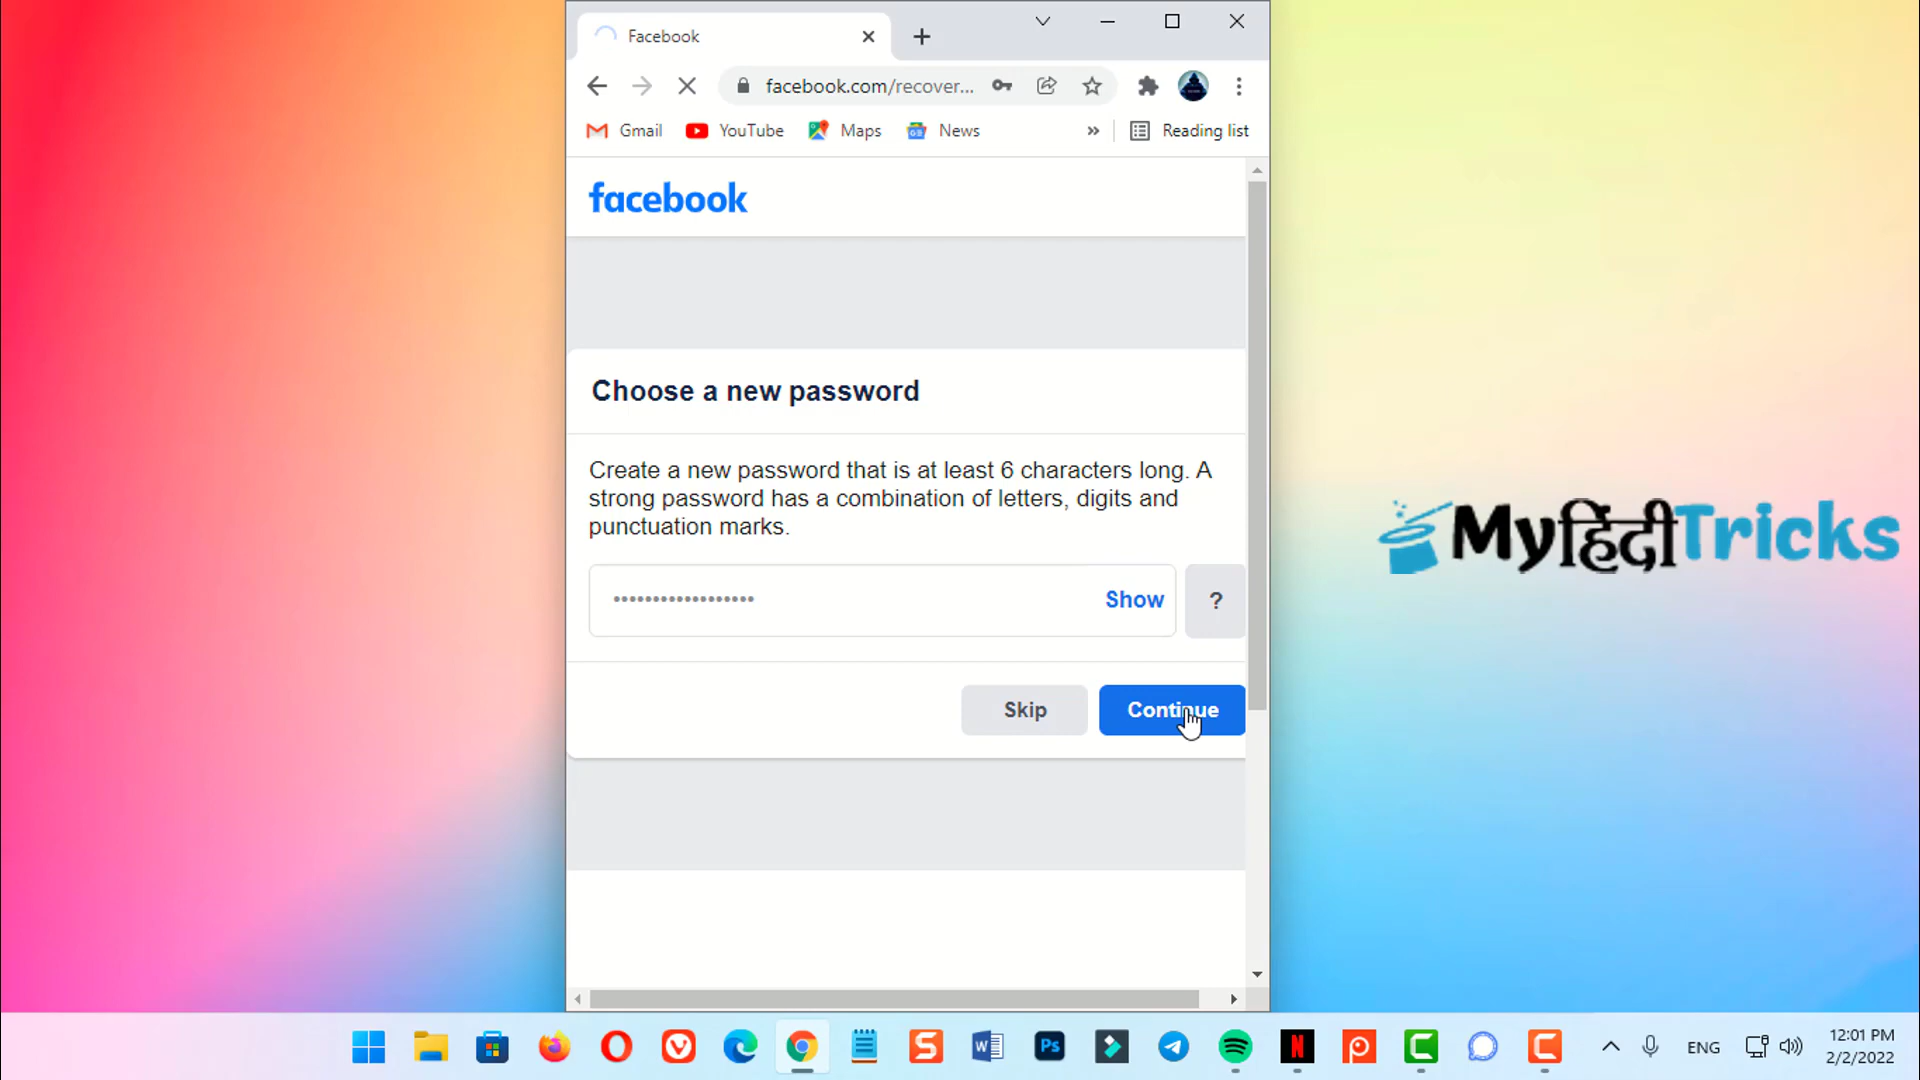 Facebook
facebook.com/recover...
Gmail
YouTube
Maps
News
»
Reading list
facebook
Choose a new password
Create a new password that is at least 6 characters long. A
strong password has a combination of letters, digits and
punctuation marks.
••••••••••••••••••
Show
?
Skip
Continue
MyहिंदीTricks
S
W
Ps
N
C
C
ENG
12:01 PM
2/2/2022